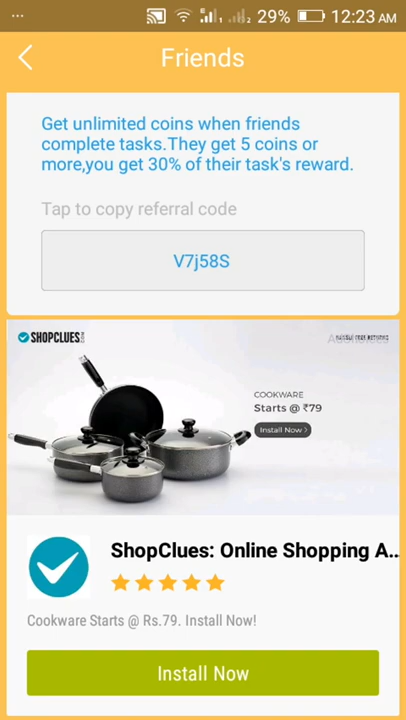 29% 12:23 AM
Friends
Get unlimited coins when friends
complete tasks.They get 5 coins or
more,you get 30% of their task's reward.
Tap to copy referral code
V7j58S
SHOPCLUES
COOKWARE
Starts @ ₹79
Install Now
ShopClues: Online Shopping A...
Cookware Starts @ Rs.79. Install Now!
Install Now